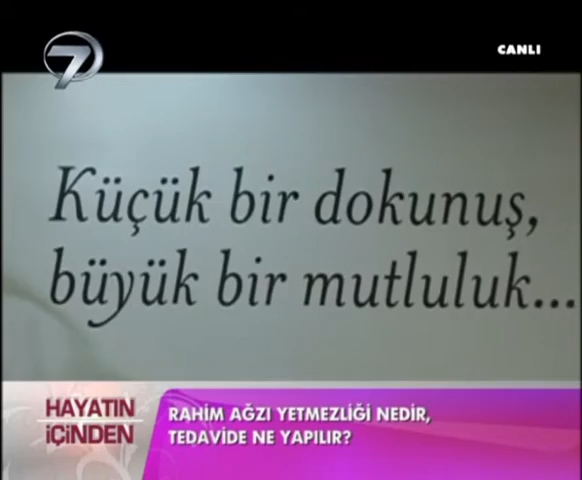 7
CANLI
Küçük bir dokunuş,
büyük bir mutluluk...
HAYATIN
İÇİNDEN
RAHİM AĞZI YETMEZLİĞİ NEDİR,
TEDAVİDE NE YAPILIR?